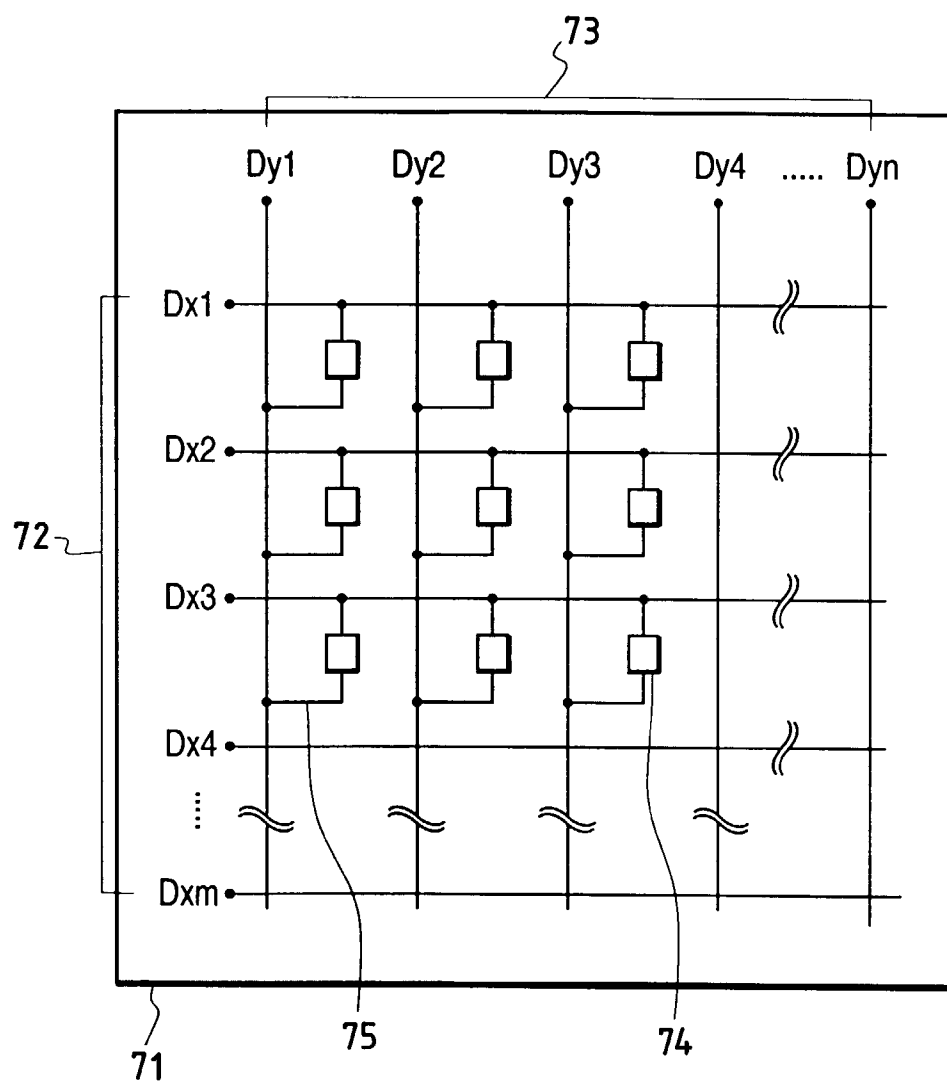 73
Dy1 Dy2 Dy3 Dy4 ..... Dyn
Dx1
Dx2
72
Dx3
Dx4
......
Dxm
71
75
74